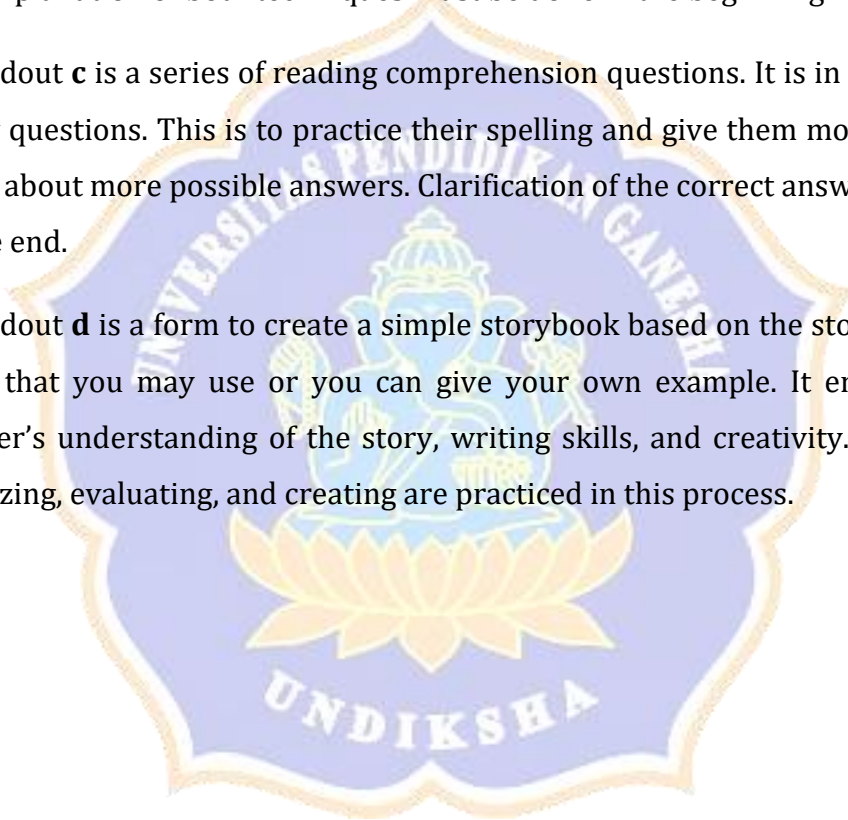 dout c is a series of reading comprehension questions. It is in
questions. This is to practice their spelling and give them mo
about more possible answers. Clarification of the correct answ
end.
dout d is a form to create a simple storybook based on the sto
that you may use or you can give your own example. It en
er’s understanding of the story, writing skills, and creativity.
zing, evaluating, and creating are practiced in this process.
UNIVERSITAS PENDIDIKAN GANESHA
UNDIKSHA